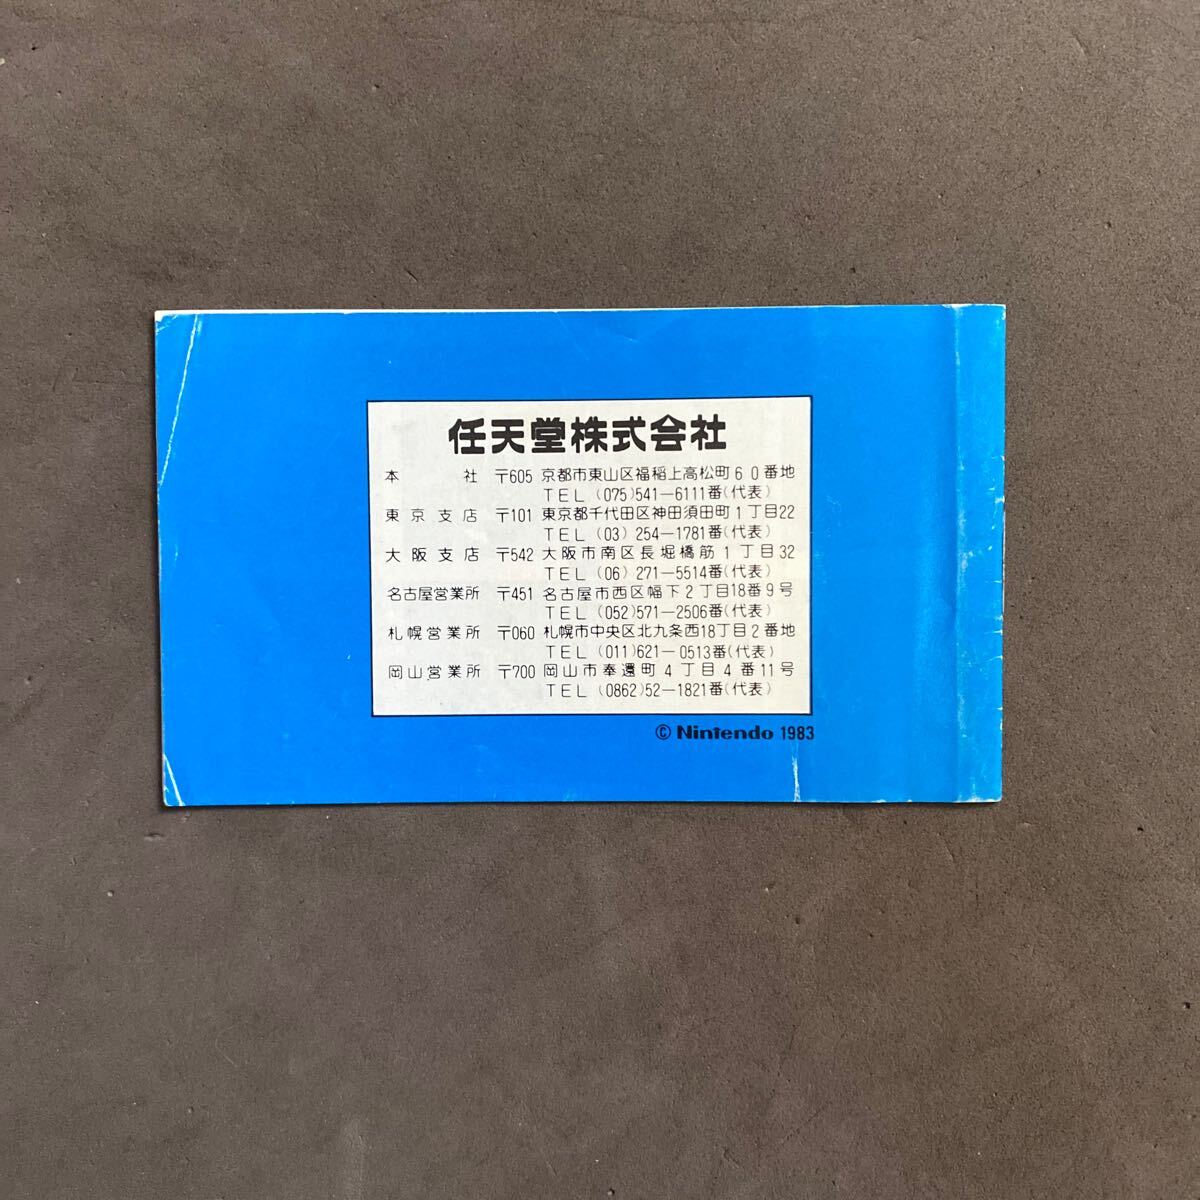 任天堂株式会社
本社 〒605 京都市東山区福稲上高松町60番地
TEL (075)541-6111番(代表)
東京支店 〒101 東京都千代田区神田須田町1丁目22
TEL (03) 254-1781番(代表)
大阪支店 〒542 大阪市南区長堀橋筋1丁目32
TEL (06) 271-5514番(代表)
名古屋営業所 〒451 名古屋市西区幅下2丁目18番9号
TEL (052)571-2506番(代表)
札幌営業所 〒060 札幌市中央区北九条西18丁目2番地
TEL (011)621-0513番(代表)
岡山営業所 〒700 岡山市奉還町4丁目4番11号
TEL (0862)52-1821番(代表)
© Nintendo 1983